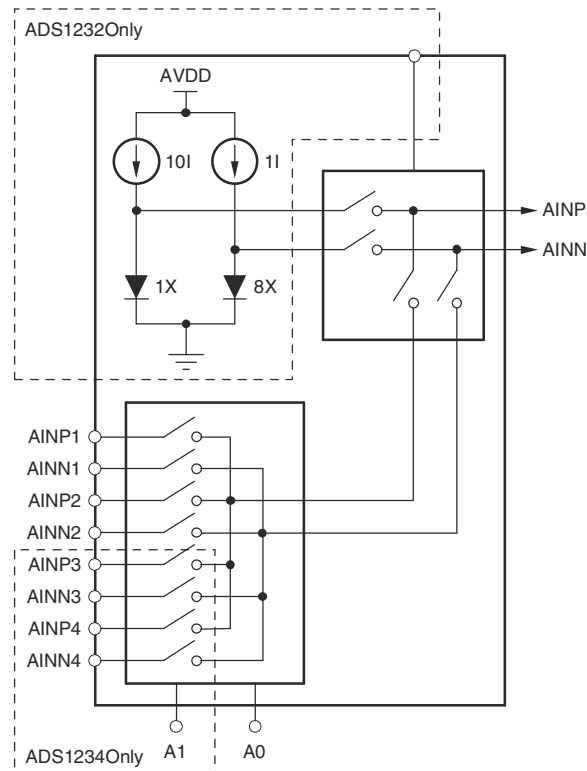 ADS1232Only
AVDD
10I
1I
AINP
AINN
1X
8X
AINP1
AINN1
AINP2
AINN2
AINP3
AINN3
AINP4
AINN4
A1
A0
ADS1234Only